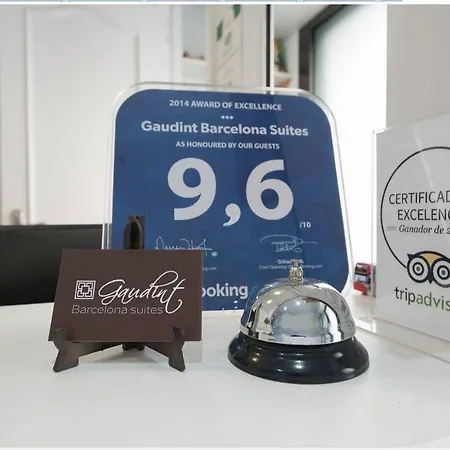 2014 AWARD OF EXCELLENCE
Gaudint Barcelona Suites
AS HONOURED BY OUR GUESTS
9,6
/10
ooking
Gaudint
Barcelona suites
CERTIFICAD
EXCELENC
Ganador de 2
tripadvis